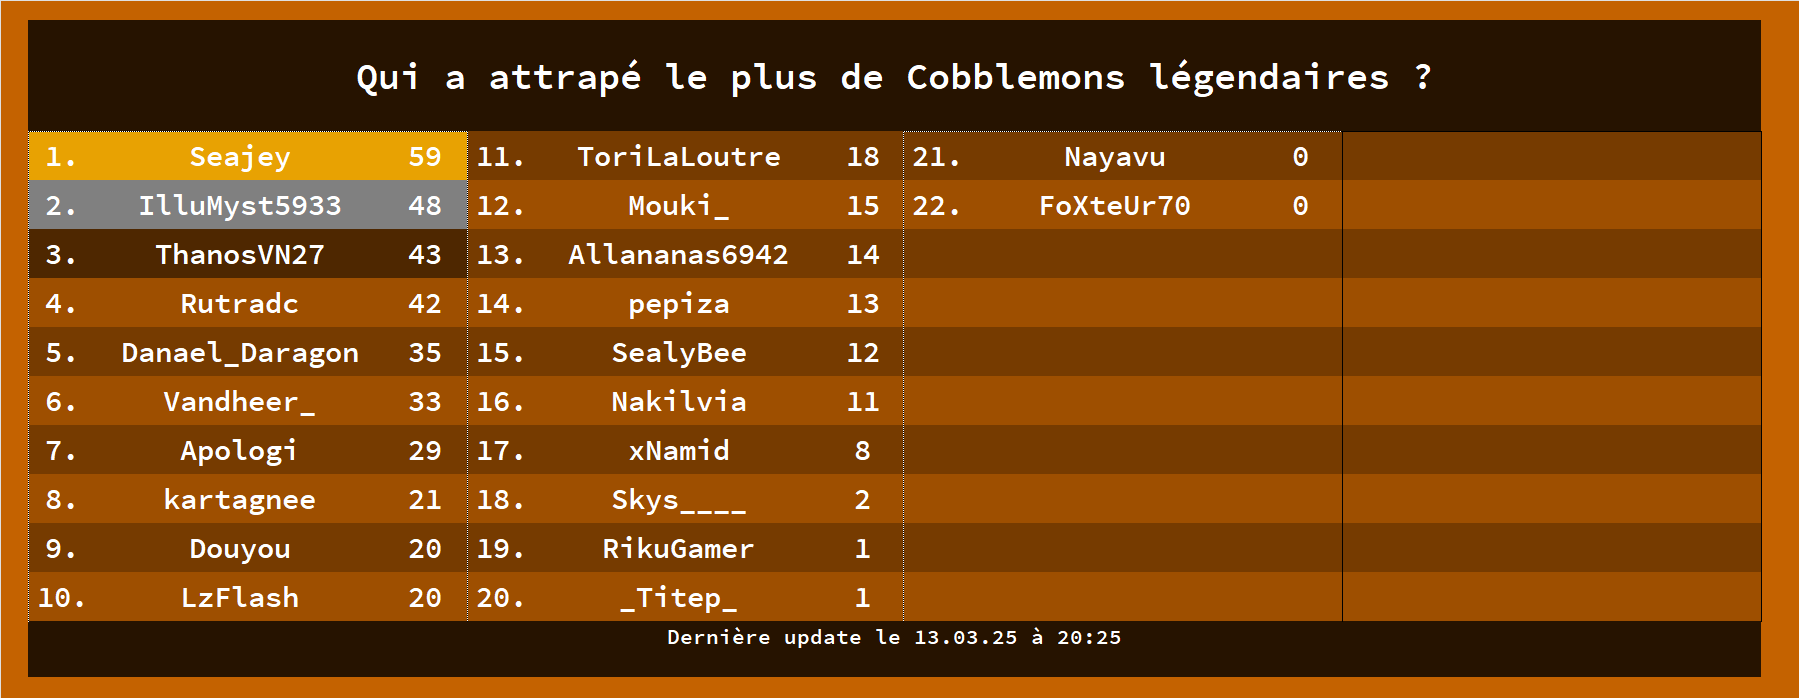 Qui a attrapé le plus de Cobblemons légendaires ?
1. Seajey 59
2. IlluMyst5933 48
3. ThanosVN27 43
4. Rutradc 42
5. Danael_Daragon 35
6. Vandheer_ 33
7. Apologi 29
8. kartagnee 21
9. Douyou 20
10. LzFlash 20
11. ToriLaLoutre 18
12. Mouki_ 15
13. Allananas6942 14
14. pepiza 13
15. SealyBee 12
16. Nakilvia 11
17. xNamid 8
18. Skys____ 2
19. RikuGamer 1
20. _Titep_ 1
21. Nayavu 0
22. FoXteUr70 0
Dernière update le 13.03.25 à 20:25